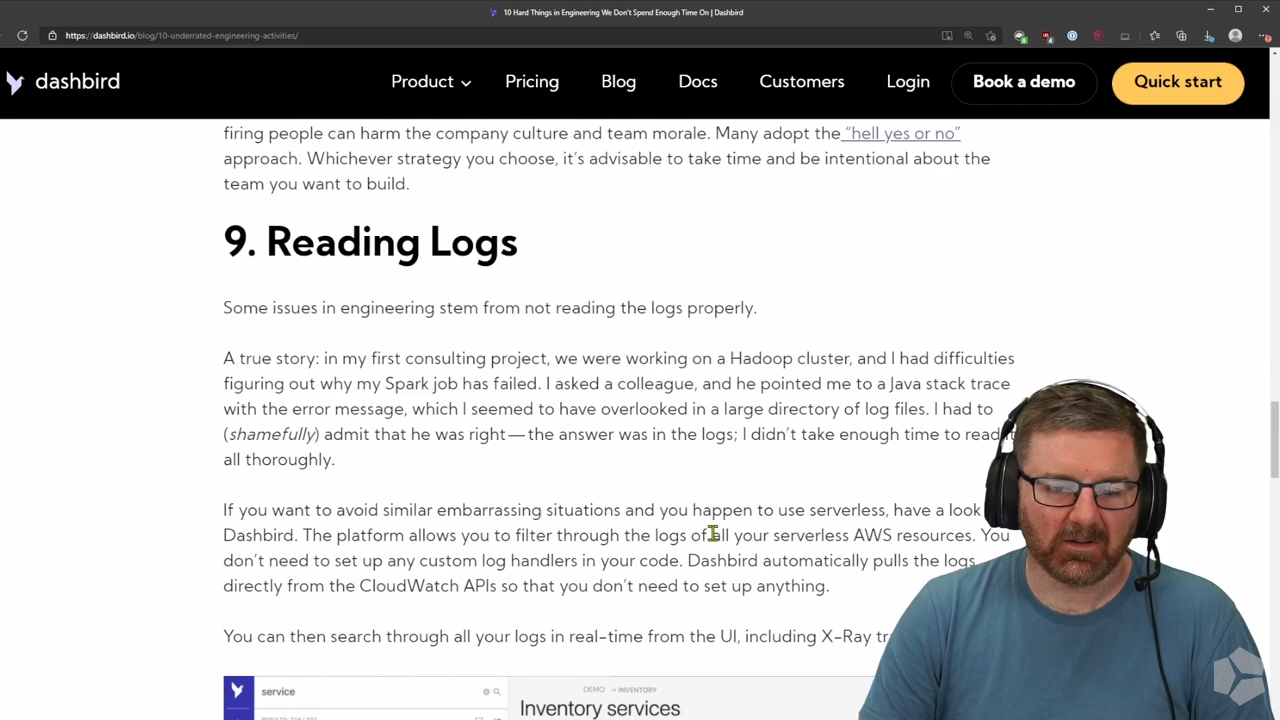 10 Hard Things in Engineering We Don't Spend Enough Time On | Dashbird
https://dashbird.io/blog/10-underrated-engineering-activities/
dashbird
Product
Pricing
Blog
Docs
Customers
Login
Book a demo
Quick start
firing people can harm the company culture and team morale. Many adopt the "hell yes or no"
approach. Whichever strategy you choose, it's advisable to take time and be intentional about the
team you want to build.
9. Reading Logs
Some issues in engineering stem from not reading the logs properly.
A true story: in my first consulting project, we were working on a Hadoop cluster, and I had difficulties
figuring out why my Spark job has failed. I asked a colleague, and he pointed me to a Java stack trace
with the error message, which I seemed to have overlooked in a large directory of log files. I had to
(shamefully) admit that he was right — the answer was in the logs; I didn't take enough time to read it
all thoroughly.
If you want to avoid similar embarrassing situations and you happen to use serverless, have a look
Dashbird. The platform allows you to filter through the logs of all your serverless AWS resources. You
don't need to set up any custom log handlers in your code. Dashbird automatically pulls the logs
directly from the CloudWatch APIs so that you don't need to set up anything.
You can then search through all your logs in real-time from the UI, including X-Ray
service
DEMO → INVENTORY
Inventory services